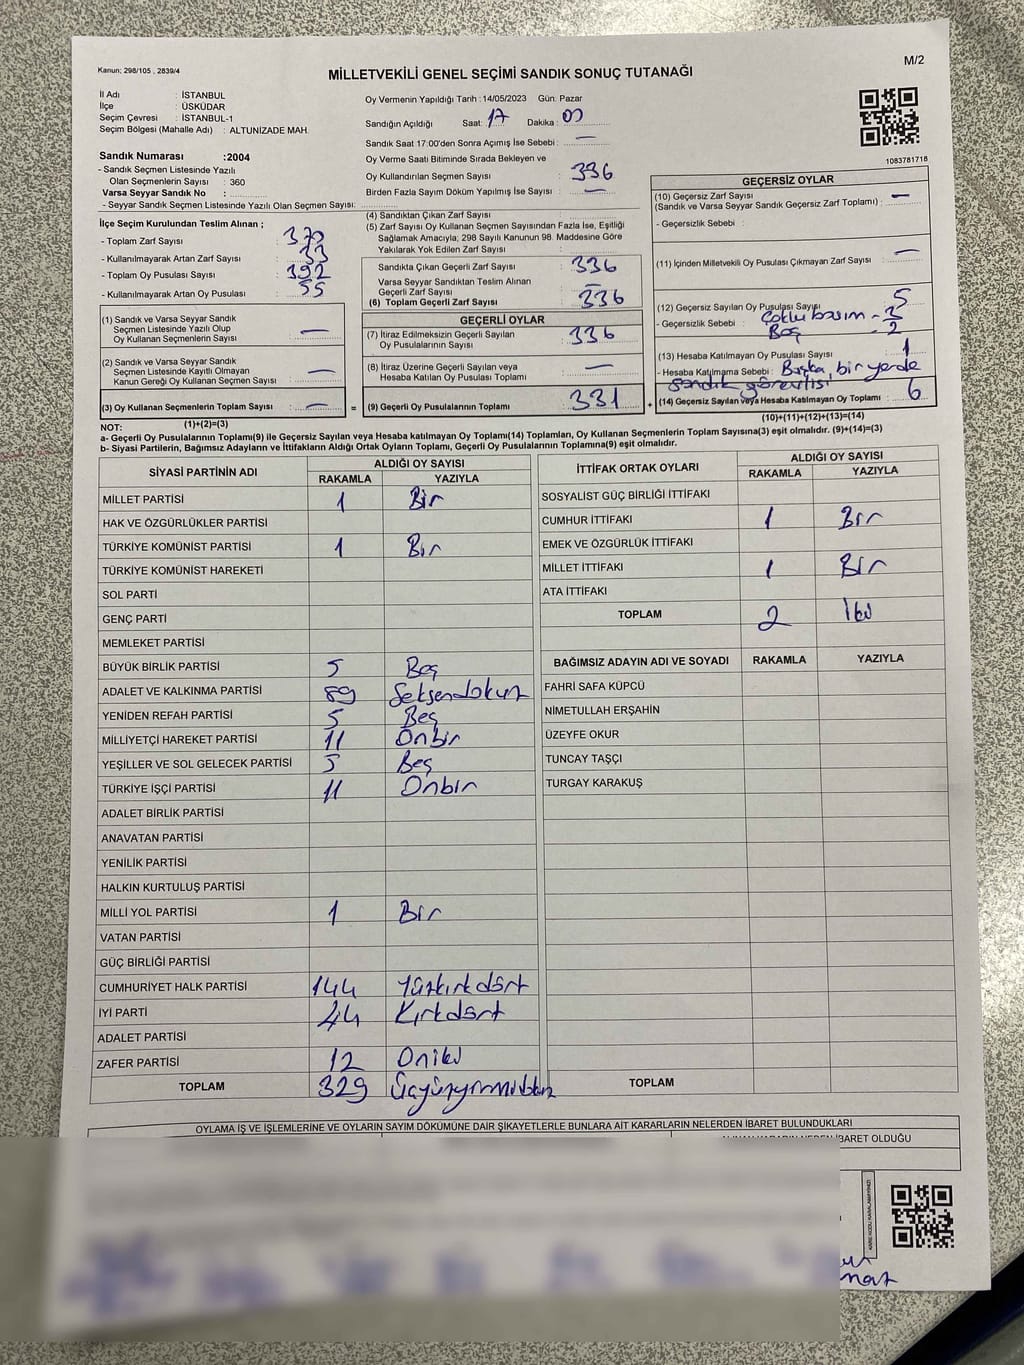 Kanun; 298/105 , 2839/4
M/2
MİLLETVEKİLİ GENEL SEÇİMİ SANDIK SONUÇ TUTANAĞI
İl Adı : İSTANBUL
İlçe : ÜSKÜDAR
Seçim Çevresi : İSTANBUL-1
Seçim Bölgesi (Mahalle Adı) : ALTUNİZADE MAH.
Sandık Numarası :2004
- Sandık Seçmen Listesinde Yazılı
Olan Seçmenlerin Sayısı : 360
Varsa Seyyar Sandık No :
- Seyyar Sandık Seçmen Listesinde Yazılı Olan Seçmen Sayısı:
Oy Vermenin Yapıldığı Tarih : 14/05/2023 Gün: Pazar
Sandığın Açıldığı Saat: 17 Dakika :
Sandık Saat 17:00'den Sonra Açımış İse Sebebi : —
Oy Verme Saati Bitiminde Sırada Bekleyen ve
Oy Kullandırılan Seçmen Sayısı : 336
Birden Fazla Sayım Döküm Yapılmış İse Sayısı : —
1083781718
İlçe Seçim Kurulundan Teslim Alınan ;
- Toplam Zarf Sayısı : 370
- Kullanılmayarak Artan Zarf Sayısı : 33
- Toplam Oy Pusulası Sayısı : 392
- Kullanılmayarak Artan Oy Pusulası : 55
(1) Sandık ve Varsa Seyyar Sandık
Seçmen Listesinde Yazılı Olup
Oy Kullanan Seçmenlerin Sayısı : —
(2) Sandık ve Varsa Seyyar Sandık
Seçmen Listesinde Kayıtlı Olmayan
Kanun Gereği Oy Kullanan Seçmen Sayısı : —
(3) Oy Kullanan Seçmenlerin Toplam Sayısı : — =
(1)+(2)=(3)
(4) Sandıktan Çıkan Zarf Sayısı :
(5) Zarf Sayısı Oy Kullanan Seçmen Sayısından Fazla İse, Eşitliği
Sağlamak Amacıyla; 298 Sayılı Kanunun 98. Maddesine Göre
Yakılarak Yok Edilen Zarf Sayısı :
Sandıkta Çıkan Geçerli Zarf Sayısı : 336
Varsa Seyyar Sandıktan Teslim Alınan
Geçerli Zarf Sayısı : —
(6) Toplam Geçerli Zarf Sayısı : 336
GEÇERLİ OYLAR
(7) İtiraz Edilmeksizin Geçerli Sayılan
Oy Pusulalarının Sayısı : 336
(8) İtiraz Üzerine Geçerli Sayılan veya
Hesaba Katılan Oy Pusulası Toplamı : —
(9) Geçerli Oy Pusulalarının Toplamı : 331 +
GEÇERSİZ OYLAR
(10) Geçersiz Zarf Sayısı
(Sandık ve Varsa Seyyar Sandık Geçersiz Zarf Toplamı) : —
- Geçersizlik Sebebi :
(11) İçinden Milletvekili Oy Pusulası Çıkmayan Zarf Sayısı : —
(12) Geçersiz Sayılan Oy Pusulası Sayısı : 5
- Geçersizlik Sebebi : Çoklu basım - 3
Boş - 2
(13) Hesaba Katılmayan Oy Pusulası Sayısı : 1
- Hesaba Katılmama Sebebi : Başka bir yerde
sandık görevlisi
(14) Geçersiz Sayılan veya Hesaba Katılmayan Oy Toplamı : 6
(10)+(11)+(12)+(13)=(14)
NOT:
a- Geçerli Oy Pusulalarının Toplamı(9) ile Geçersiz Sayılan veya Hesaba katılmayan Oy Toplamı(14) Toplamları, Oy Kullanan Seçmenlerin Toplam Sayısına(3) eşit olmalıdır. (9)+(14)=(3)
b- Siyasi Partilerin, Bağımsız Adayların ve İttifakların Aldığı Ortak Oyların Toplamı, Geçerli Oy Pusulalarının Toplamına(9) eşit olmalıdır.
SİYASİ PARTİNİN ADI ALDIĞI OY SAYISI
RAKAMLA YAZIYLA
MİLLET PARTİSİ 1 Bir
HAK VE ÖZGÜRLÜKLER PARTİSİ
TÜRKİYE KOMÜNİST PARTİSİ 1 Bir
TÜRKİYE KOMÜNİST HAREKETİ
SOL PARTİ
GENÇ PARTİ
MEMLEKET PARTİSİ
BÜYÜK BİRLİK PARTİSİ 5 Beş
ADALET VE KALKINMA PARTİSİ 89 Seksendokuz
YENİDEN REFAH PARTİSİ 5 Beş
MİLLİYETÇİ HAREKET PARTİSİ 11 Onbir
YEŞİLLER VE SOL GELECEK PARTİSİ 5 Beş
TÜRKİYE İŞÇİ PARTİSİ 11 Onbir
ADALET BİRLİK PARTİSİ
ANAVATAN PARTİSİ
YENİLİK PARTİSİ
HALKIN KURTULUŞ PARTİSİ
MİLLİ YOL PARTİSİ 1 Bir
VATAN PARTİSİ
GÜÇ BİRLİĞİ PARTİSİ
CUMHURİYET HALK PARTİSİ 144 Yüzkırkdört
İYİ PARTİ 44 Kırkdört
ADALET PARTİSİ
ZAFER PARTİSİ 12 Oniki
TOPLAM 329 Üçyüzyirmidokuz
İTTİFAK ORTAK OYLARI ALDIĞI OY SAYISI
RAKAMLA YAZIYLA
SOSYALİST GÜÇ BİRLİĞİ İTTİFAKI
CUMHUR İTTİFAKI 1 Bir
EMEK VE ÖZGÜRLÜK İTTİFAKI
MİLLET İTTİFAKI 1 Bir
ATA İTTİFAKI
TOPLAM 2 İki
BAĞIMSIZ ADAYIN ADI VE SOYADI RAKAMLA YAZIYLA
FAHRİ SAFA KÜPCÜ
NİMETULLAH ERŞAHİN
ÜZEYFE OKUR
TUNCAY TAŞÇI
TURGAY KARAKUŞ
TOPLAM
OYLAMA İŞ VE İŞLEMLERİNE VE OYLARIN SAYIM DÖKÜMÜNE DAİR ŞİKAYETLERLE BUNLARA AİT KARARLARIN NELERDEN İBARET BULUNDUKLARI
İBARET OLDUĞU